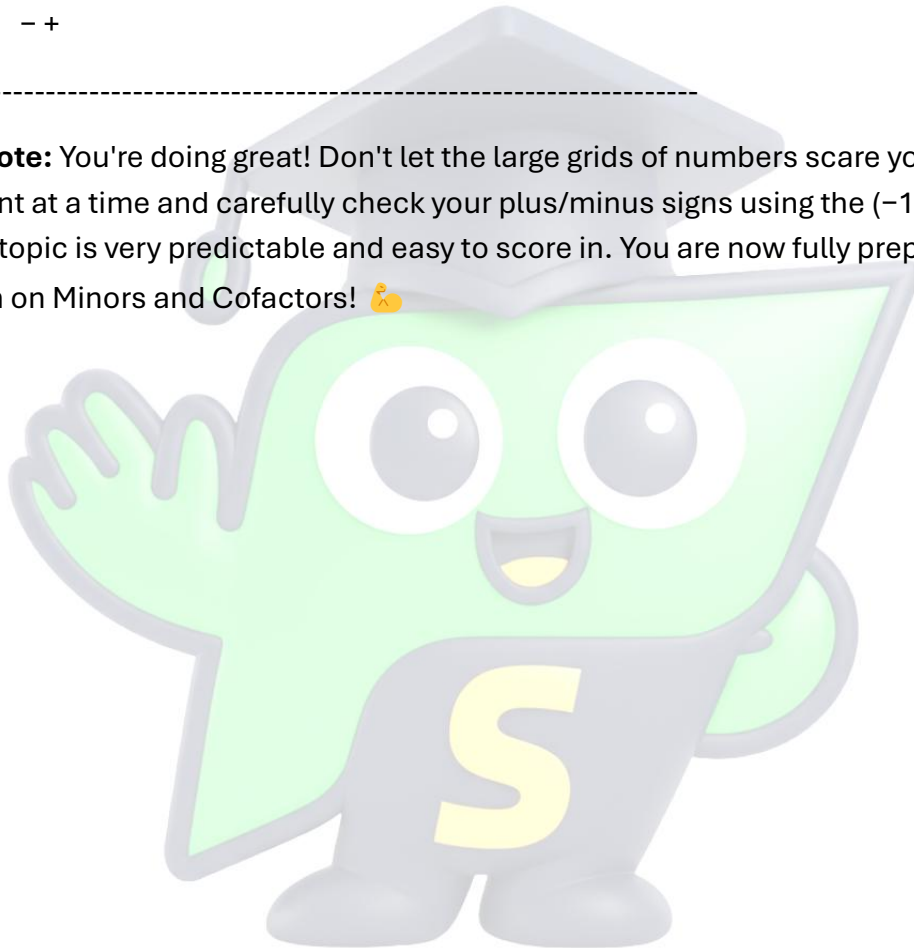 − +
--------------------------------------------------------------------
ote: You're doing great! Don't let the large grids of numbers scare yo
nt at a time and carefully check your plus/minus signs using the (−1
topic is very predictable and easy to score in. You are now fully prep
n on Minors and Cofactors! 💪
S